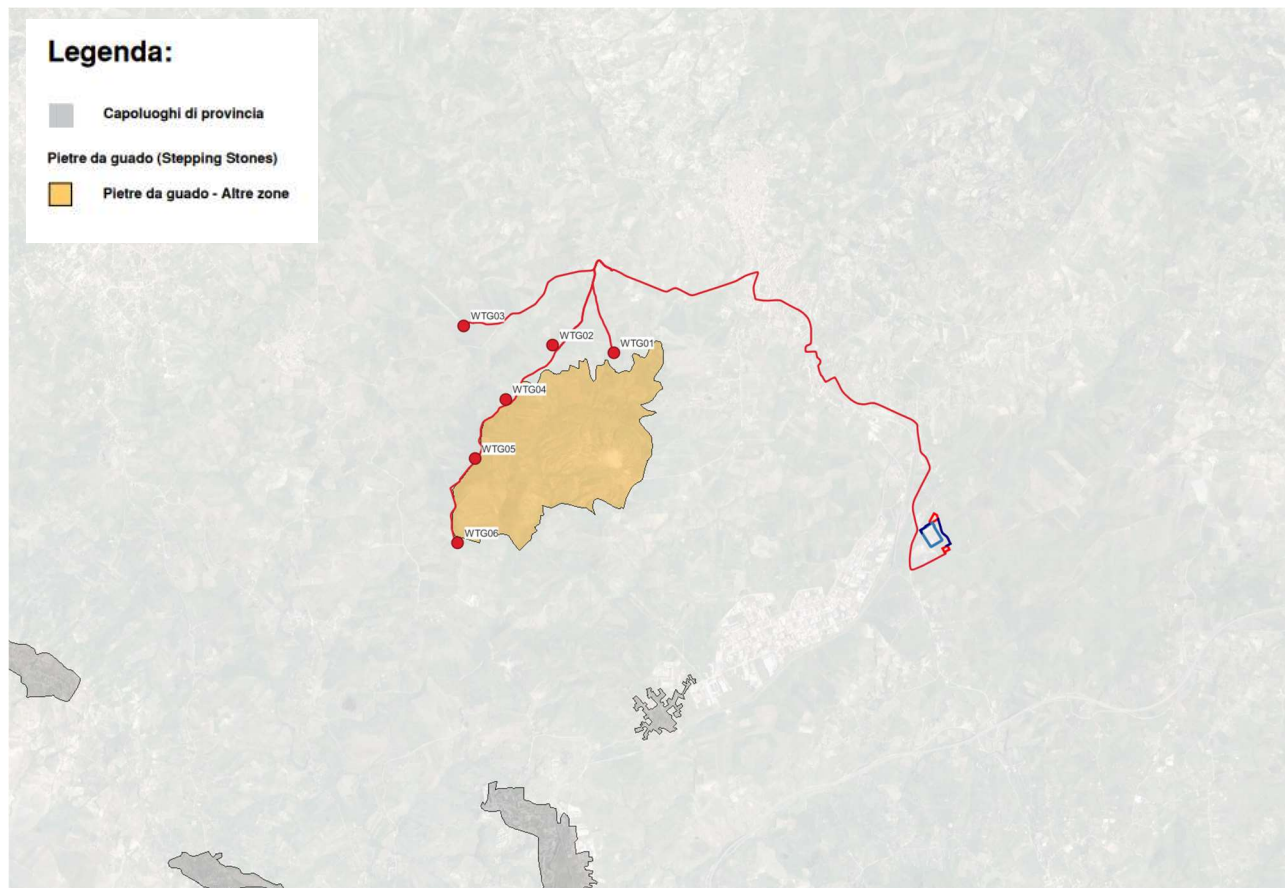 Legenda:
Capoluoghi di provincia
Pietre da guado (Stepping Stones)
Pietre da guado - Altre zone
WTG03
WTG02
WTG01
WTG04
WTG05
WTG06